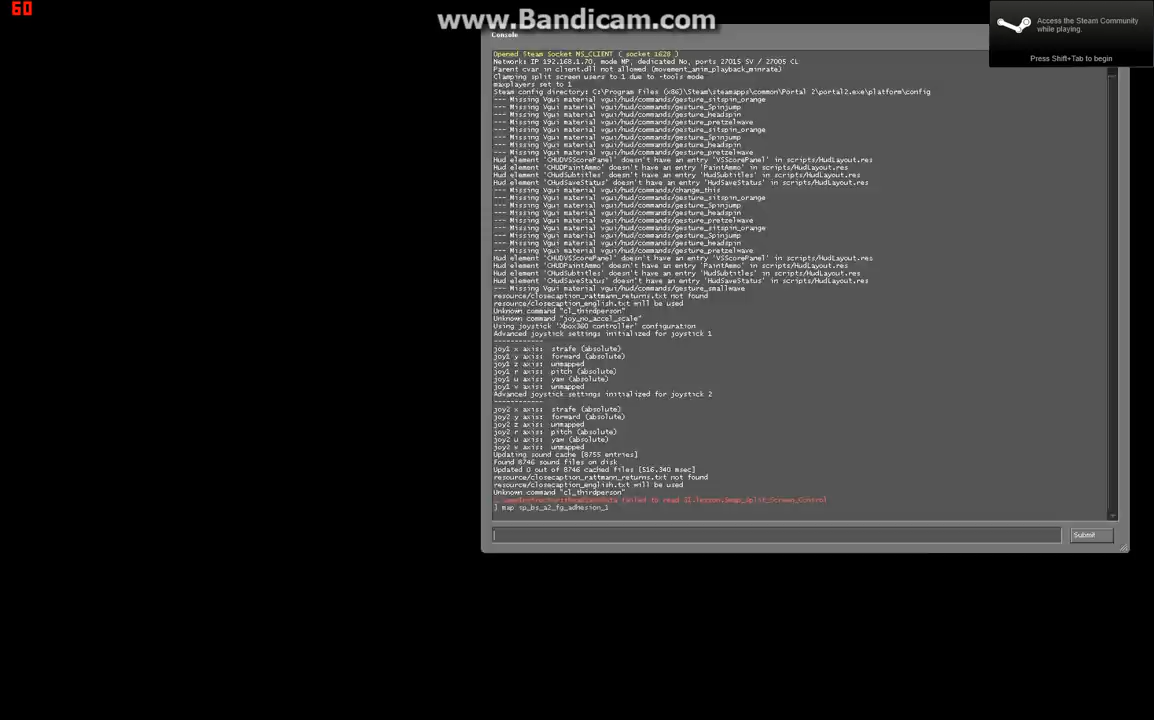 60
www.Bandicam.com
Access the Steam Community
while playing.
Press Shift+Tab to begin
Console
Opened Steam Socket NS_CLIENT ( socket 1628 )
Network: IP 192.168.1.70, mode MP, dedicated No, ports 27015 SV / 27005 CL
Parent cvar in client.dll not allowed (movement_anim_playback_minrate)
Clamping split screen users to 1 due to -tools mode
maxplayers set to 1
Steam config directory: C:\Program Files (x86)\Steam\steamapps\common\Portal 2\portal2.exe\platform\config
--- Missing Vgui material vgui/hud/commands/gesture_sitspin_orange
--- Missing Vgui material vgui/hud/commands/gesture_Spinjump
--- Missing Vgui material vgui/hud/commands/gesture_headspin
--- Missing Vgui material vgui/hud/commands/gesture_pretzelwave
--- Missing Vgui material vgui/hud/commands/gesture_sitspin_orange
--- Missing Vgui material vgui/hud/commands/gesture_Spinjump
--- Missing Vgui material vgui/hud/commands/gesture_headspin
--- Missing Vgui material vgui/hud/commands/gesture_pretzelwave
Hud element 'CHUDVSScorePanel' doesn't have an entry 'VSScorePanel' in scripts/HudLayout.res
Hud element 'CHUDPaintAmmo' doesn't have an entry 'PaintAmmo' in scripts/HudLayout.res
Hud element 'CHudSubtitles' doesn't have an entry 'HudSubtitles' in scripts/HudLayout.res
Hud element 'CHudSaveStatus' doesn't have an entry 'HudSaveStatus' in scripts/HudLayout.res
--- Missing Vgui material vgui/hud/commands/change_this
--- Missing Vgui material vgui/hud/commands/gesture_sitspin_orange
--- Missing Vgui material vgui/hud/commands/gesture_Spinjump
--- Missing Vgui material vgui/hud/commands/gesture_headspin
--- Missing Vgui material vgui/hud/commands/gesture_pretzelwave
--- Missing Vgui material vgui/hud/commands/gesture_sitspin_orange
--- Missing Vgui material vgui/hud/commands/gesture_Spinjump
--- Missing Vgui material vgui/hud/commands/gesture_headspin
--- Missing Vgui material vgui/hud/commands/gesture_pretzelwave
Hud element 'CHUDVSScorePanel' doesn't have an entry 'VSScorePanel' in scripts/HudLayout.res
Hud element 'CHUDPaintAmmo' doesn't have an entry 'PaintAmmo' in scripts/HudLayout.res
Hud element 'CHudSubtitles' doesn't have an entry 'HudSubtitles' in scripts/HudLayout.res
Hud element 'CHudSaveStatus' doesn't have an entry 'HudSaveStatus' in scripts/HudLayout.res
--- Missing Vgui material vgui/hud/commands/gesture_smallwave
resource/closecaption_rattmann_returns.txt not found
resource/closecaption_english.txt will be used
Unknown command "cl_thirdperson"
Unknown command "joy_no_accel_scale"
Using joystick 'Xbox360 controller' configuration
Advanced joystick settings initialized for joystick 1
------------
joy1 x axis: strafe (absolute)
joy1 y axis: forward (absolute)
joy1 z axis: unmapped
joy1 r axis: pitch (absolute)
joy1 u axis: yaw (absolute)
joy1 v axis: unmapped
Advanced joystick settings initialized for joystick 2
------------
joy2 x axis: strafe (absolute)
joy2 y axis: forward (absolute)
joy2 z axis: unmapped
joy2 r axis: pitch (absolute)
joy2 u axis: yaw (absolute)
joy2 v axis: unmapped
Updating sound cache [8755 entries]
Found 8746 sound files on disk
Updated 0 out of 8746 cached files [516.340 msec]
resource/closecaption_rattmann_returns.txt not found
resource/closecaption_english.txt will be used
Unknown command "cl_thirdperson"
failed to read II.lesson.Swap_Split_Screen_Control
] map sp_bs_a2_fg_adhesion_1
Submit